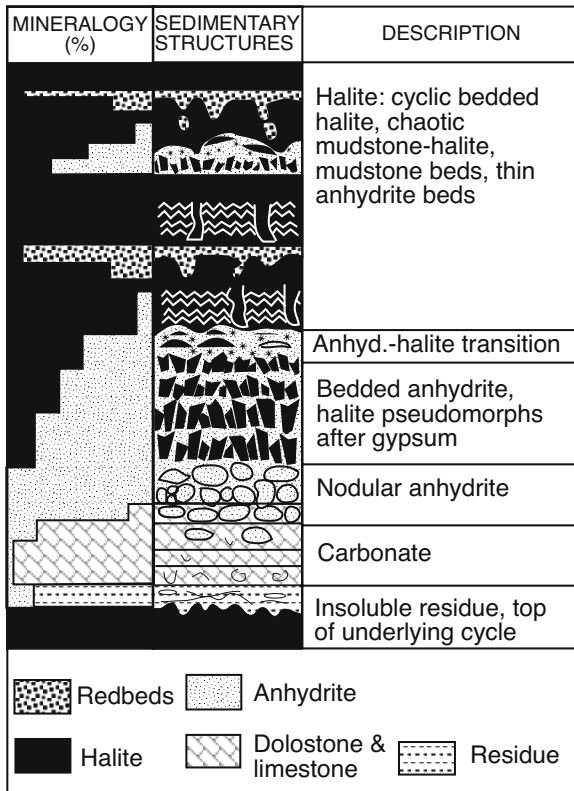 MINERALOGY
(%)
SEDIMENTARY
STRUCTURES
DESCRIPTION
Halite: cyclic bedded
halite, chaotic
mudstone-halite,
mudstone beds, thin
anhydrite beds
Anhyd.-halite transition
Bedded anhydrite,
halite pseudomorphs
after gypsum
Nodular anhydrite
Carbonate
Insoluble residue, top
of underlying cycle
Redbeds
Anhydrite
Halite
Dolostone &
limestone
Residue